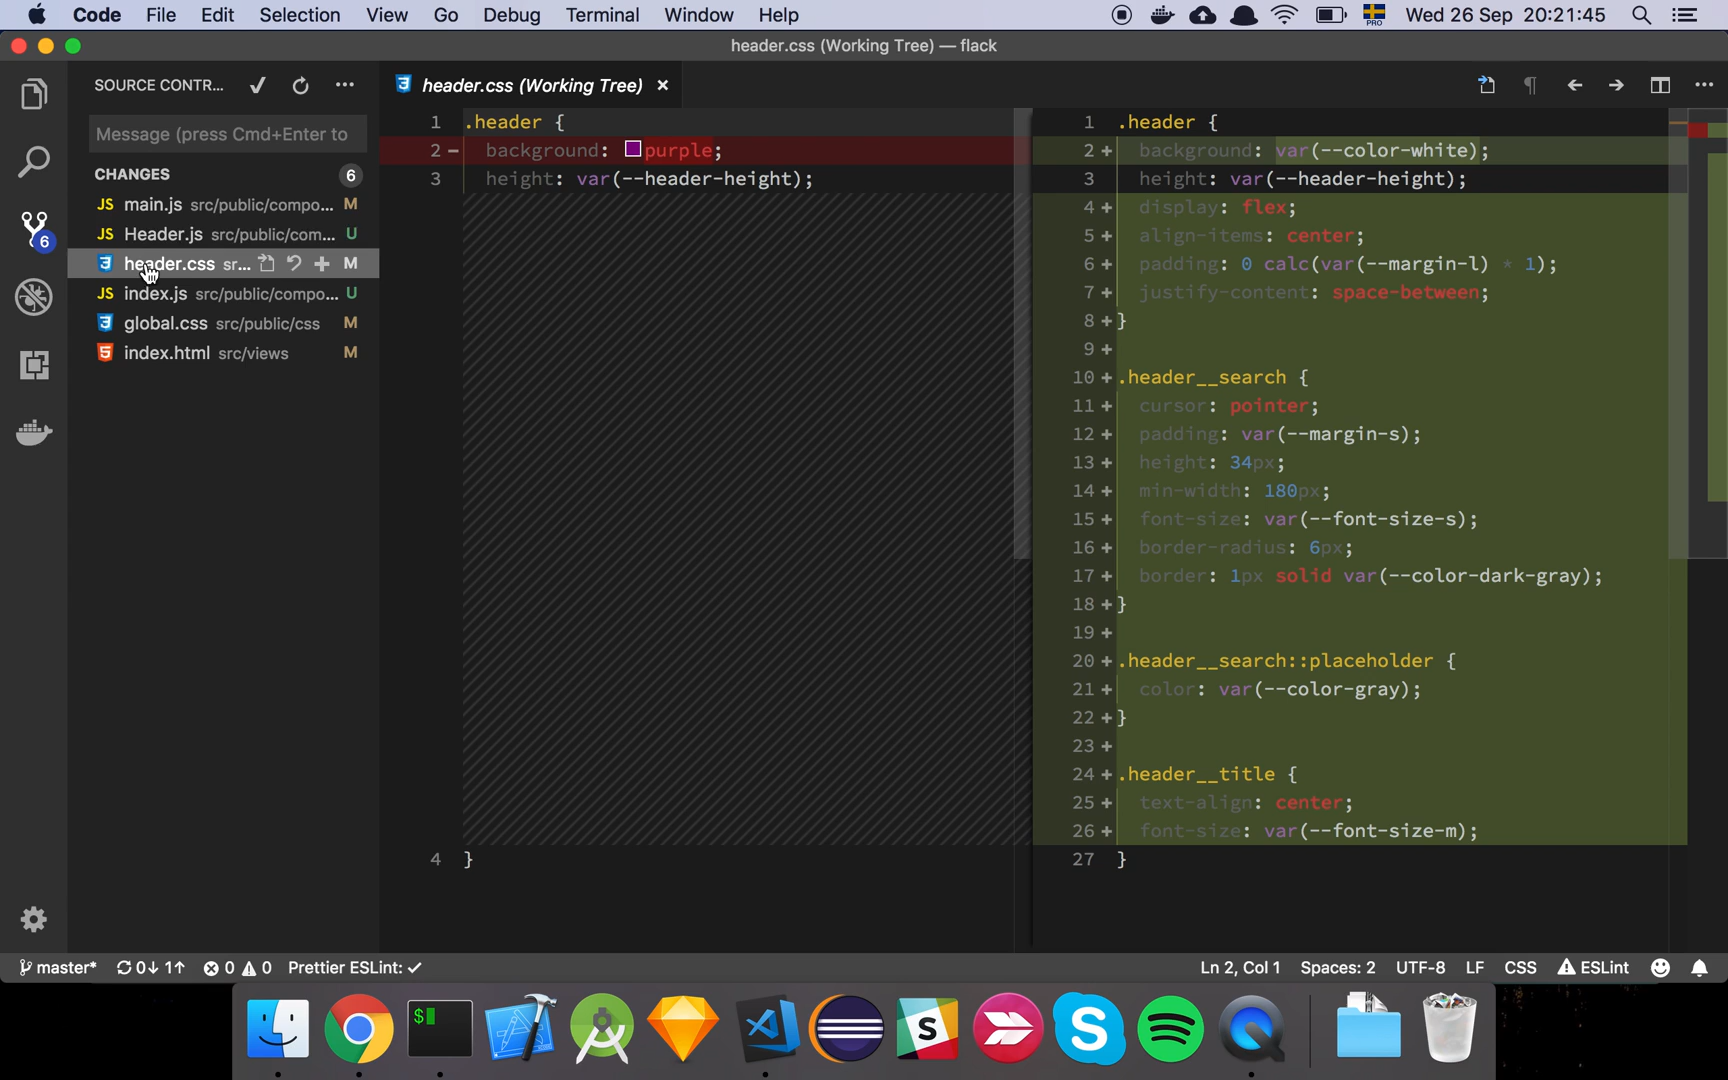 Code File Edit Selection View Go Debug Terminal Window Help PRO Wed 26 Sep 20:21:45
header.css (Working Tree) — flack
SOURCE CONTR...
header.css (Working Tree)
Message (press Cmd+Enter to
CHANGES 6
JS main.js src/public/compo... M
JS Header.js src/public/com... U
header.css sr... M
JS index.js src/public/compo... U
global.css src/public/css M
index.html src/views M
6
1 .header {
2 - background: purple;
3 height: var(--header-height);
4 }
1 .header {
2 + background: var(--color-white);
3 height: var(--header-height);
4 + display: flex;
5 + align-items: center;
6 + padding: 0 calc(var(--margin-l) * 1);
7 + justify-content: space-between;
8 + }
9 +
10 + .header__search {
11 + cursor: pointer;
12 + padding: var(--margin-s);
13 + height: 34px;
14 + min-width: 180px;
15 + font-size: var(--font-size-s);
16 + border-radius: 6px;
17 + border: 1px solid var(--color-dark-gray);
18 + }
19 +
20 + .header__search::placeholder {
21 + color: var(--color-gray);
22 + }
23 +
24 + .header__title {
25 + text-align: center;
26 + font-size: var(--font-size-m);
27 }
master* 0↓ 1↑ 0 0 Prettier ESLint: ✓ Ln 2, Col 1 Spaces: 2 UTF-8 LF CSS ESLint
$
S
S